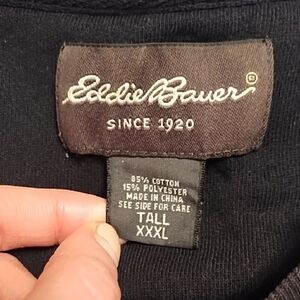 Eddie Bauer
SINCE 1920
85% COTTON
15% POLYESTER
MADE IN CHINA
SEE SIDE FOR CARE
TALL
XXXL